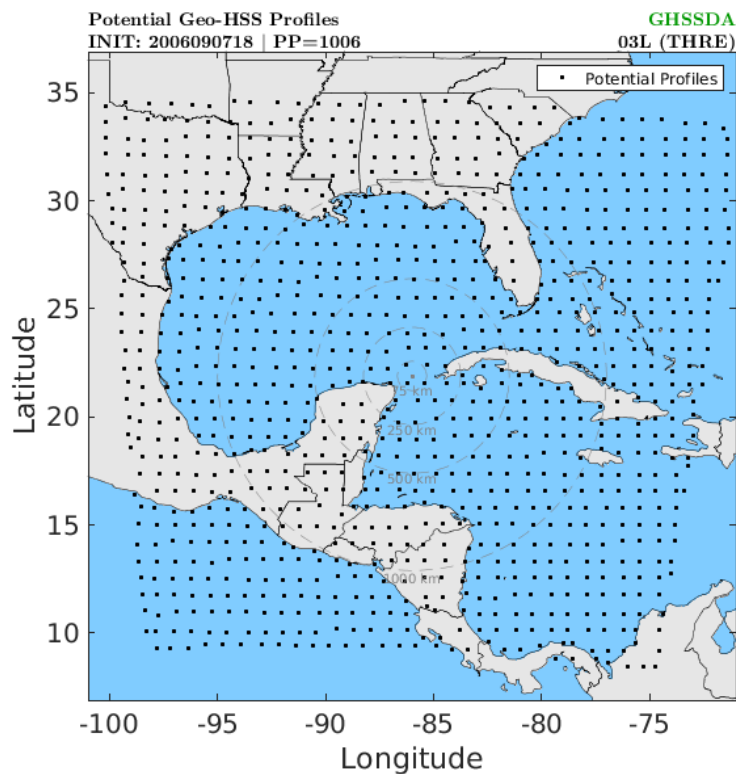 Potential Geo-HSS Profiles GHSSDA
INIT: 2006090718 | PP=1006 03L (THRE)
Potential Profiles
35
30
25
20
15
10
Latitude
75 km
250 km
500 km
1000 km
-100 -95 -90 -85 -80 -75
Longitude